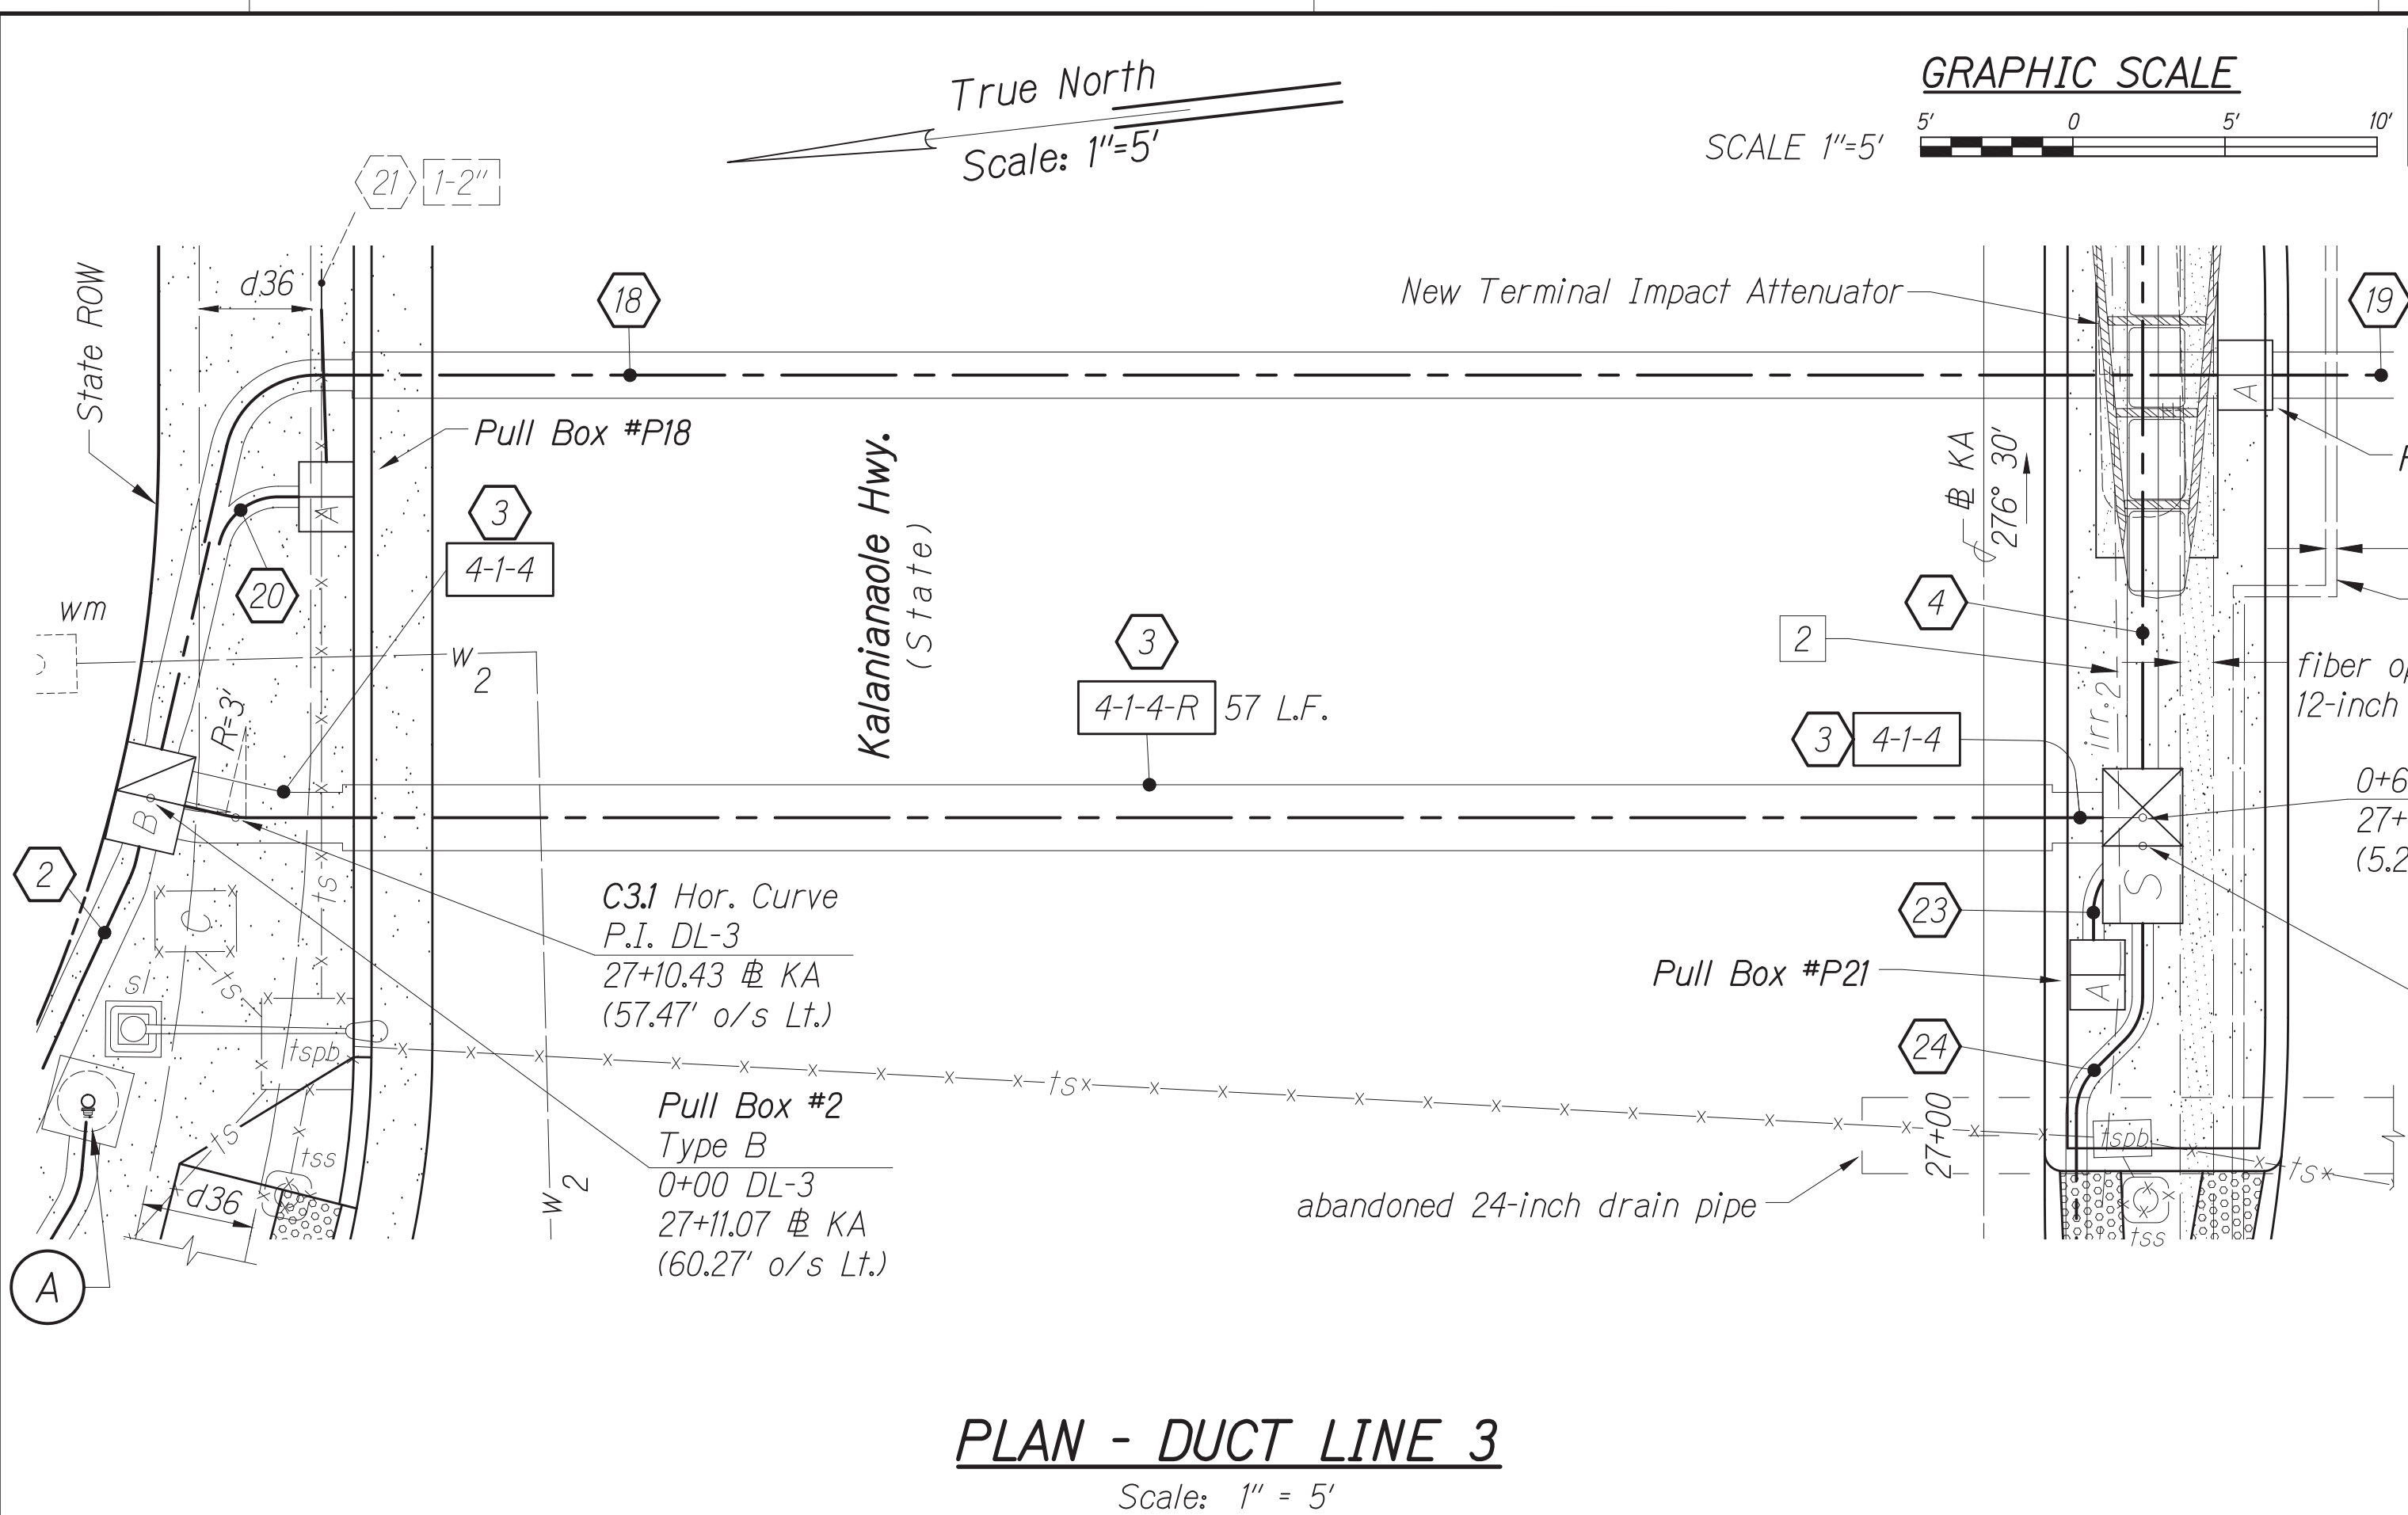 True North
Scale: 1"=5'
GRAPHIC SCALE
SCALE 1"=5'
5' 0 5' 10'
21 1-2"
State ROW
d36
18
New Terminal Impact Attenuator
19
A
Pull Box #P18
A
3
4-1-4
20
wm
W
2
R=3'
Kalanianaole Hwy.
(State)
3
4-1-4-R 57 L.F.
℄ KA
276° 30'
4
2
irr.2
fiber
12-inch
3 4-1-4
27+
(5.2
B
2
C
ts
ts
sl
S
23
Pull Box #P21
A
24
C3.1 Hor. Curve
P.I. DL-3
27+10.43 ℄ KA
(57.47' o/s Lt.)
tspb
ts
Pull Box #2
Type B
0+00 DL-3
27+11.07 ℄ KA
(60.27' o/s Lt.)
ts
tss
d36
A
W
2
abandoned 24-inch drain pipe
27+00
tspb
ts
tss
PLAN - DUCT LINE 3
Scale: 1" = 5'